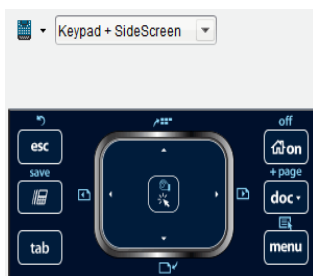 Keypad + SideScreen
off
esc
on
save
+ page
doc
tab
menu